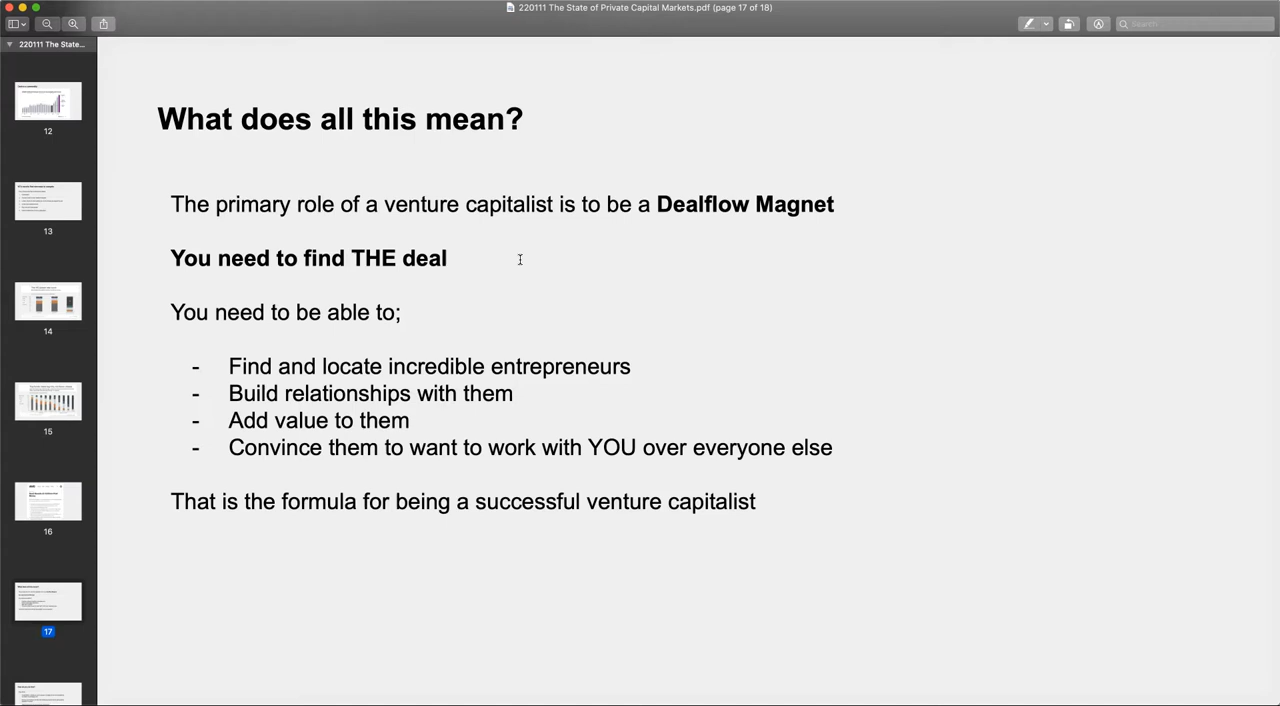 220111 The State of Private Capital Markets.pdf (page 17 of 18)
Search
220111 The State...
12
13
14
15
16
17
What does all this mean?
The primary role of a venture capitalist is to be a Dealflow Magnet
You need to find THE deal
You need to be able to;
- Find and locate incredible entrepreneurs
- Build relationships with them
- Add value to them
- Convince them to want to work with YOU over everyone else
That is the formula for being a successful venture capitalist